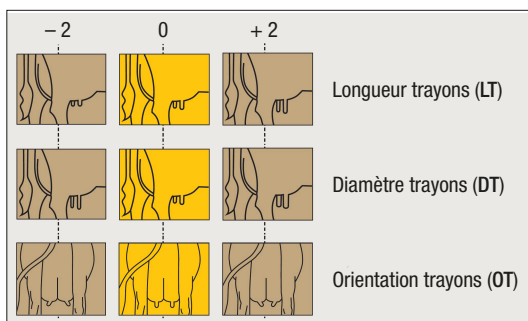 – 2 0 + 2
Longueur trayons (LT)
Diamètre trayons (DT)
Orientation trayons (OT)